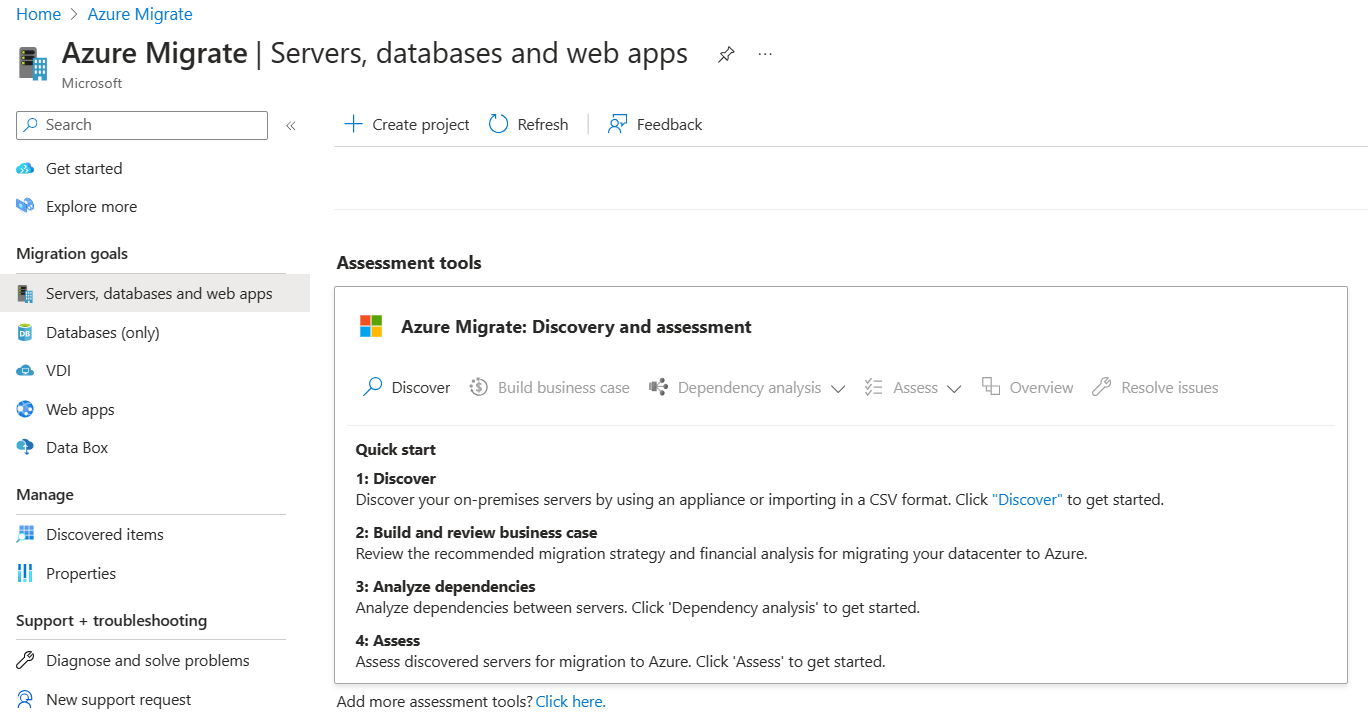 Home > Azure Migrate
Azure Migrate | Servers, databases and web apps ...
Microsoft
Search «
Create project Refresh Feedback
Get started
Explore more
Migration goals
Servers, databases and web apps
Databases (only)
VDI
Web apps
Data Box
Manage
Discovered items
Properties
Support + troubleshooting
Diagnose and solve problems
New support request
Assessment tools
Azure Migrate: Discovery and assessment
Discover Build business case Dependency analysis Assess Overview Resolve issues
Quick start
1: Discover
Discover your on-premises servers by using an appliance or importing in a CSV format. Click "Discover" to get started.
2: Build and review business case
Review the recommended migration strategy and financial analysis for migrating your datacenter to Azure.
3: Analyze dependencies
Analyze dependencies between servers. Click 'Dependency analysis' to get started.
4: Assess
Assess discovered servers for migration to Azure. Click 'Assess' to get started.
Add more assessment tools? Click here.